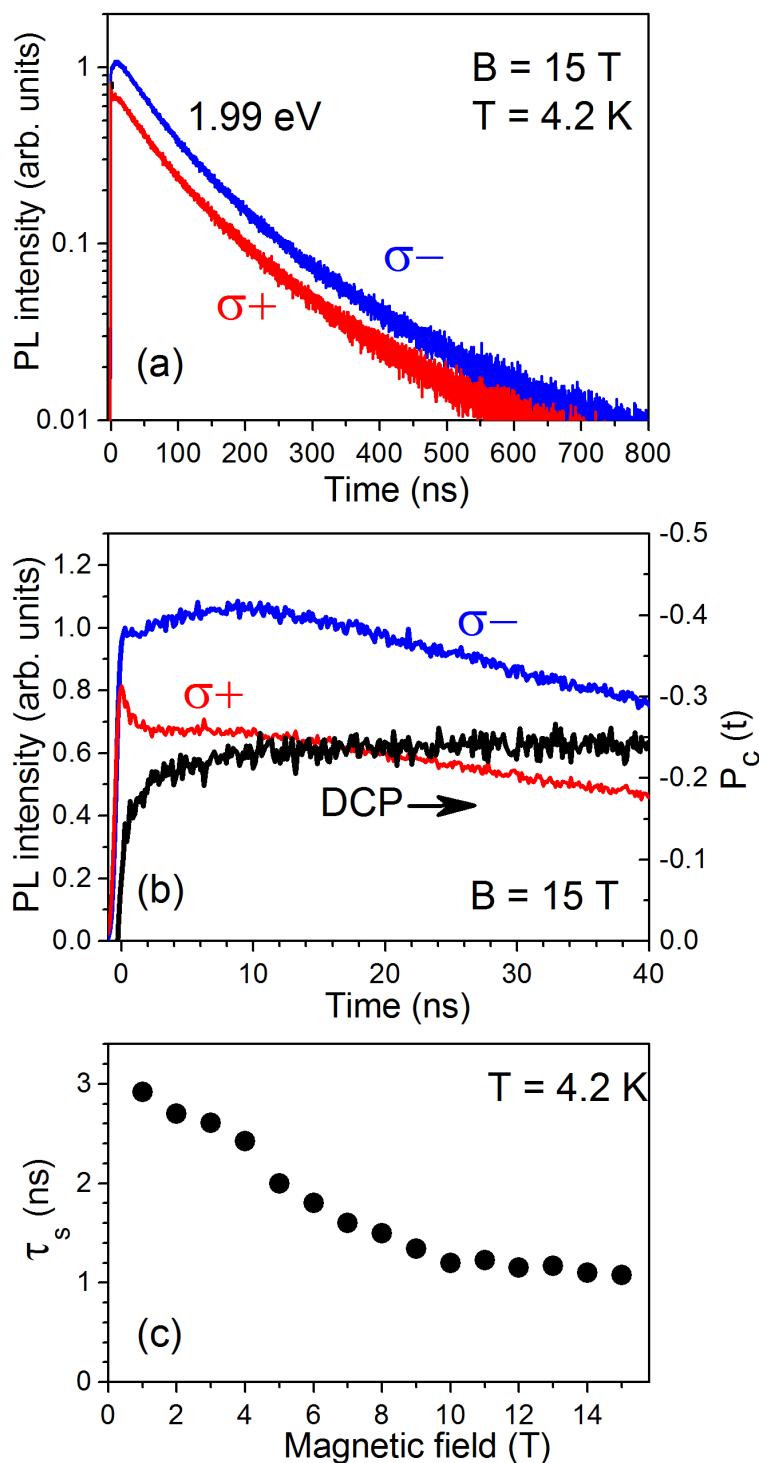 B = 15 T
T = 4.2 K
1.99 eV
σ−
σ+
(a)
PL intensity (arb. units)
1
0.1
0.01
0 100 200 300 400 500 600 700 800
Time (ns)
-0.5
-0.4
-0.3
-0.2
-0.1
0.0
P_c (t)
1.2
1.0
0.8
0.6
0.4
0.2
0.0
PL intensity (arb. units)
σ−
σ+
DCP
(b)
B = 15 T
0 10 20 30 40
Time (ns)
T = 4.2 K
3
2
1
0
τ_s (ns)
(c)
0 2 4 6 8 10 12 14
Magnetic field (T)